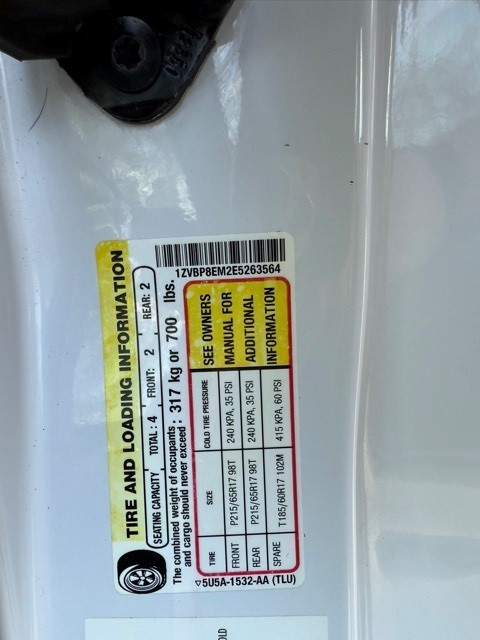 TIRE AND LOADING INFORMATION
SEATING CAPACITY TOTAL: 4 FRONT: 2 REAR: 2
The combined weight of occupants
and cargo should never exceed: 317 kg or 700 lbs.
1ZVBP8EM2E5263564
TIRE SIZE COLD TIRE PRESSURE SEE OWNERS
FRONT P215/65R17 98T 240 KPA, 35 PSI MANUAL FOR
REAR P215/65R17 98T 240 KPA, 35 PSI ADDITIONAL
SPARE T185/60R17 102M 415 KPA, 60 PSI INFORMATION
▽5U5A-1532-AA (TLU)